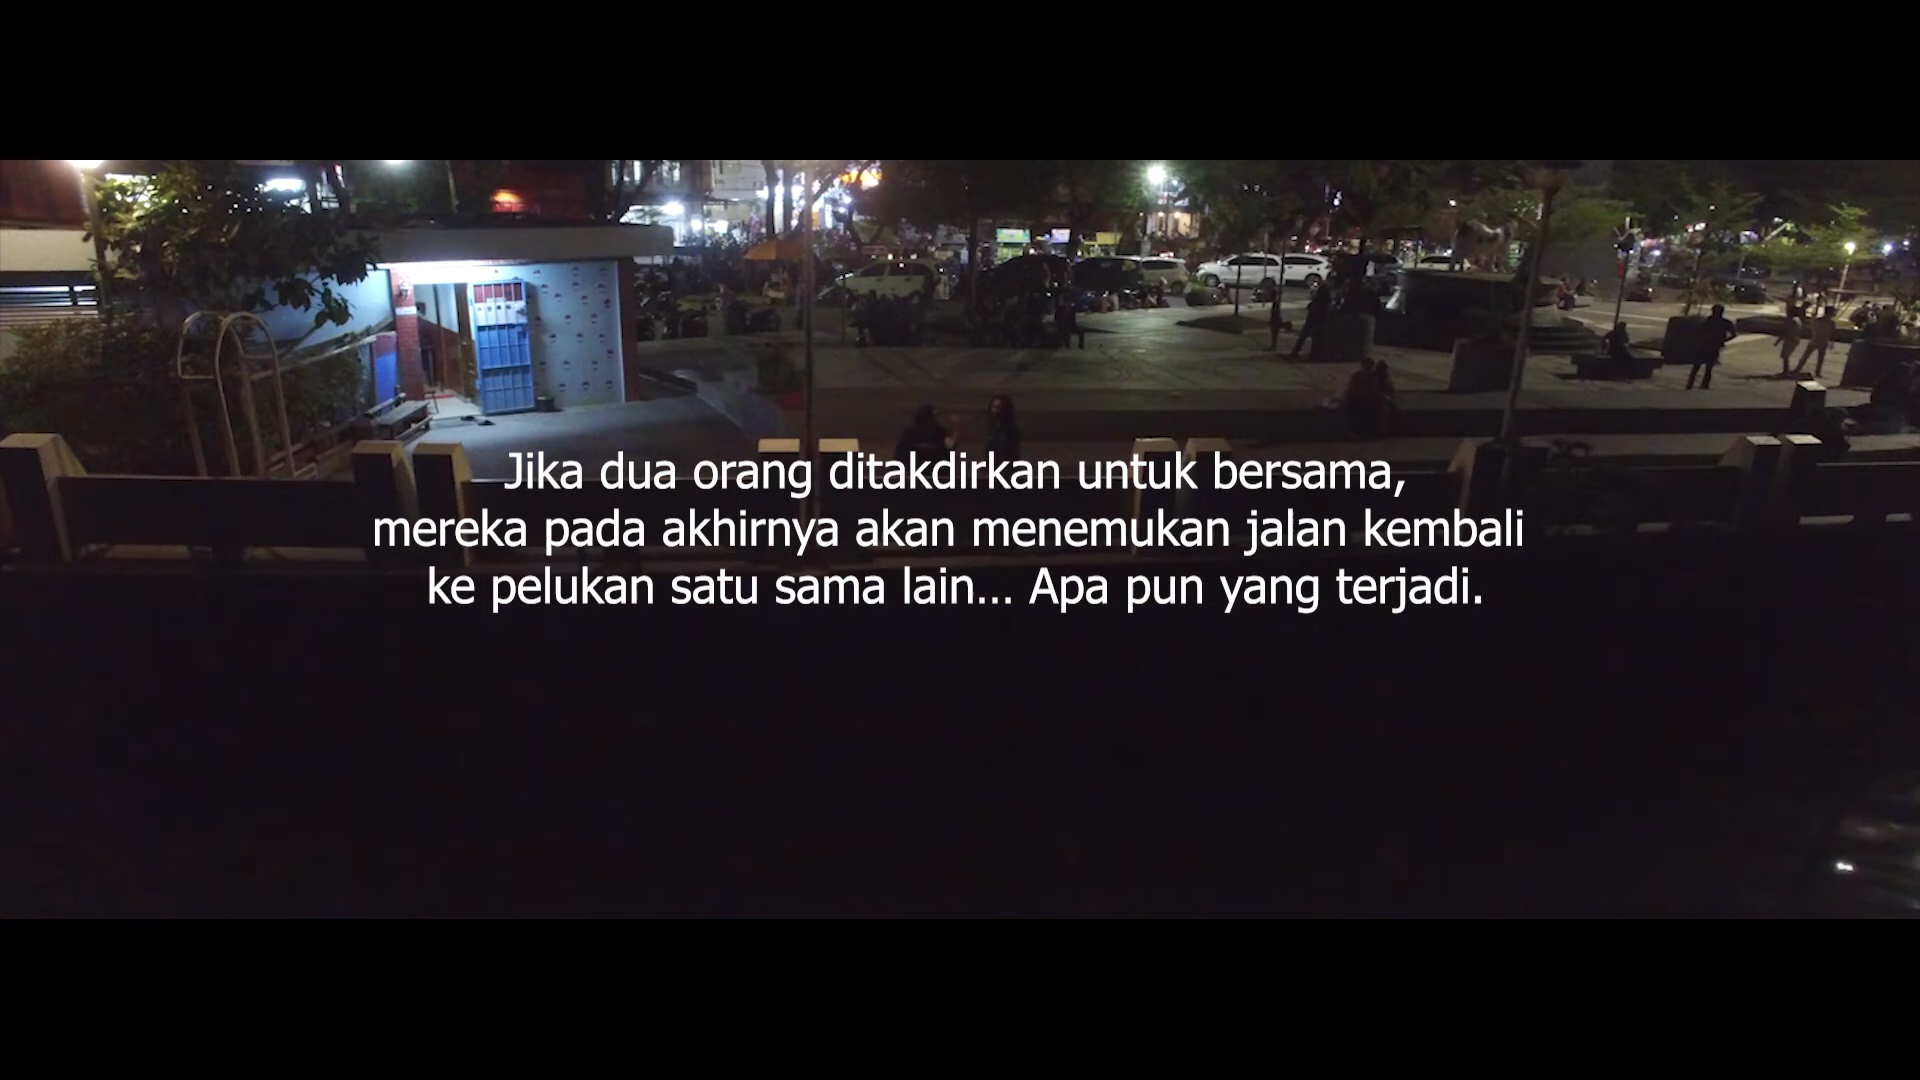 Jika dua orang ditakdirkan untuk bersama,
mereka pada akhirnya akan menemukan jalan kembali
ke pelukan satu sama lain... Apa pun yang terjadi.